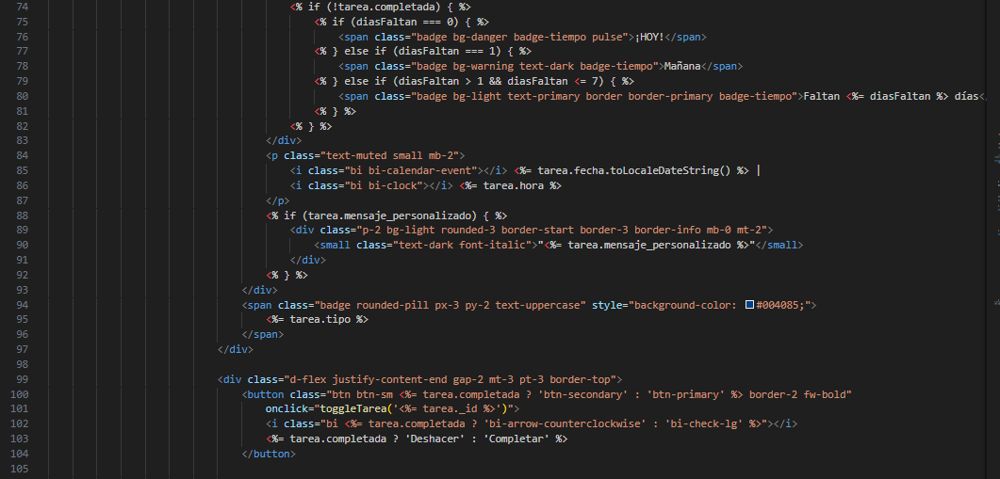 74 <% if (!tarea.completada) { %>
75 <% if (diasFaltan === 0) { %>
76 <span class="badge bg-danger badge-tiempo pulse">¡HOY!</span>
77 <% } else if (diasFaltan === 1) { %>
78 <span class="badge bg-warning text-dark badge-tiempo">Mañana</span>
79 <% } else if (diasFaltan > 1 && diasFaltan <= 7) { %>
80 <span class="badge bg-light text-primary border border-primary badge-tiempo">Faltan <%= diasFaltan %> días</
81 <% } %>
82 <% } %>
83 </div>
84 <p class="text-muted small mb-2">
85 <i class="bi bi-calendar-event"></i> <%= tarea.fecha.toLocaleDateString() %> |
86 <i class="bi bi-clock"></i> <%= tarea.hora %>
87 </p>
88 <% if (tarea.mensaje_personalizado) { %>
89 <div class="p-2 bg-light rounded-3 border-start border-3 border-info mb-0 mt-2">
90 <small class="text-dark font-italic">"<%= tarea.mensaje_personalizado %>"</small>
91 </div>
92 <% } %>
93 </div>
94 <span class="badge rounded-pill px-3 py-2 text-uppercase" style="background-color: #004085;">
95 <%= tarea.tipo %>
96 </span>
97 </div>
98
99 <div class="d-flex justify-content-end gap-2 mt-3 pt-3 border-top">
100 <button class="btn btn-sm <%= tarea.completada ? 'btn-secondary' : 'btn-primary' %> border-2 fw-bold"
101 onclick="toggleTarea('<%= tarea._id %>')">
102 <i class="bi <%= tarea.completada ? 'bi-arrow-counterclockwise' : 'bi-check-lg' %>"></i>
103 <%= tarea.completada ? 'Deshacer' : 'Completar' %>
104 </button>
105